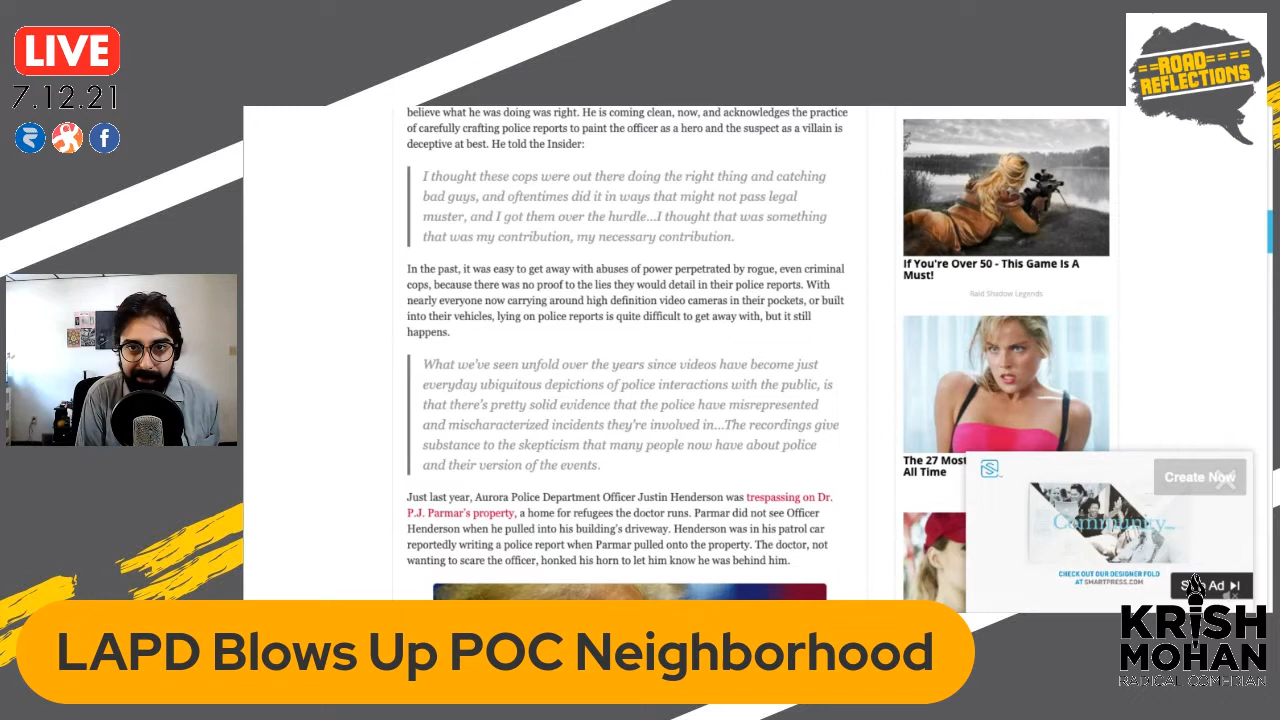 LIVE
7.12.21
==ROAD====
REFLECTIONS
believe what he was doing was right. He is coming clean, now, and acknowledges the practice
of carefully crafting police reports to paint the officer as a hero and the suspect as a villain is
deceptive at best. He told the Insider:
I thought these cops were out there doing the right thing and catching
bad guys, and oftentimes did it in ways that might not pass legal
muster, and I got them over the hurdle...I thought that was something
that was my contribution, my necessary contribution.
In the past, it was easy to get away with abuses of power perpetrated by rogue, even criminal
cops, because there was no proof to the lies they would detail in their police reports. With
nearly everyone now carrying around high definition video cameras in their pockets, or built
into their vehicles, lying on police reports is quite difficult to get away with, but it still
happens.
What we've seen unfold over the years since videos have become just
everyday ubiquitous depictions of police interactions with the public, is
that there's pretty solid evidence that the police have misrepresented
and mischaracterized incidents they're involved in...The recordings give
substance to the skepticism that many people now have about police
and their version of the events.
Just last year, Aurora Police Department Officer Justin Henderson was trespassing on Dr.
P.J. Parmar's property, a home for refugees the doctor runs. Parmar did not see Officer
Henderson when he pulled into his building's driveway. Henderson was in his patrol car
reportedly writing a police report when Parmar pulled onto the property. The doctor, not
wanting to scare the officer, honked his horn to let him know he was behind him.
If You're Over 50 - This Game Is A
Must!
Raid Shadow Legends
The 27 Most
All Time
Create Now
Community
CHECK OUT OUR DESIGNER FOLD
AT SMARTPRESS.COM
Ad
LAPD Blows Up POC Neighborhood
KRISH
MOHAN
RADICAL COMEDIAN